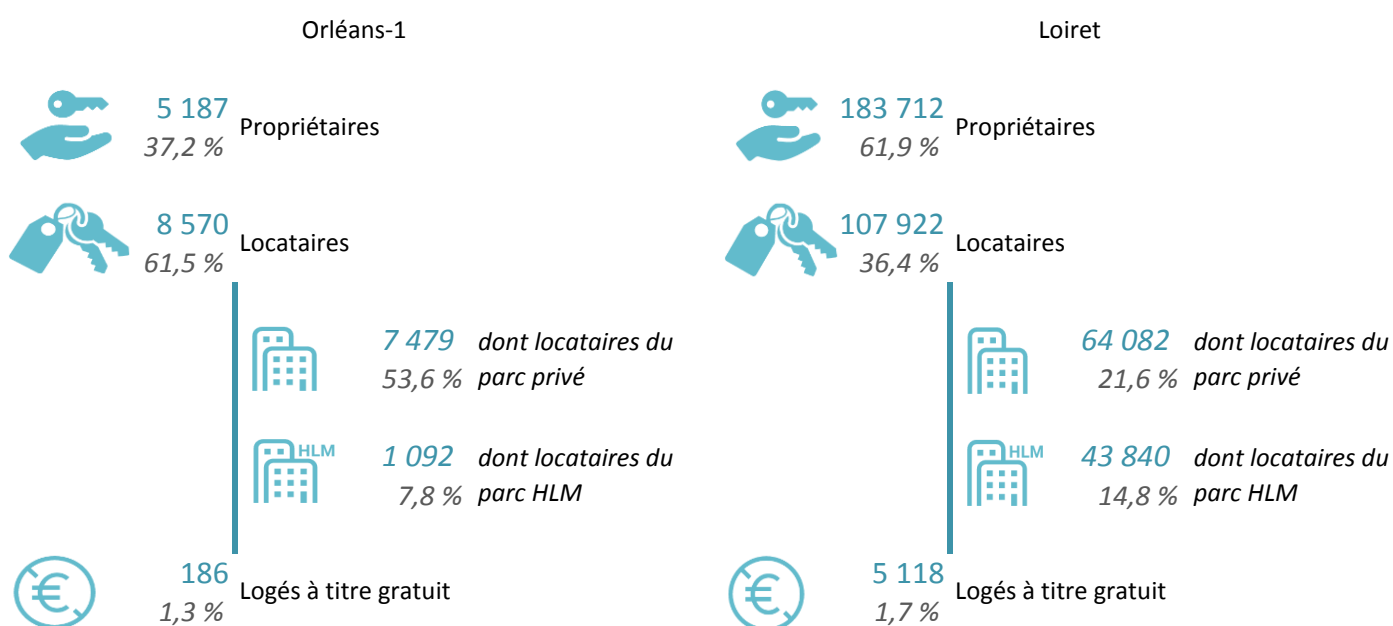 Orléans-1
5 187
37,2 %
Propriétaires
8 570
61,5 %
Locataires
7 479
53,6 %
dont locataires du
parc privé
HLM
1 092
7,8 %
dont locataires du
parc HLM
186
1,3 %
Logés à titre gratuit
Loiret
183 712
61,9 %
Propriétaires
107 922
36,4 %
Locataires
64 082
21,6 %
dont locataires du
parc privé
HLM
43 840
14,8 %
dont locataires du
parc HLM
5 118
1,7 %
Logés à titre gratuit